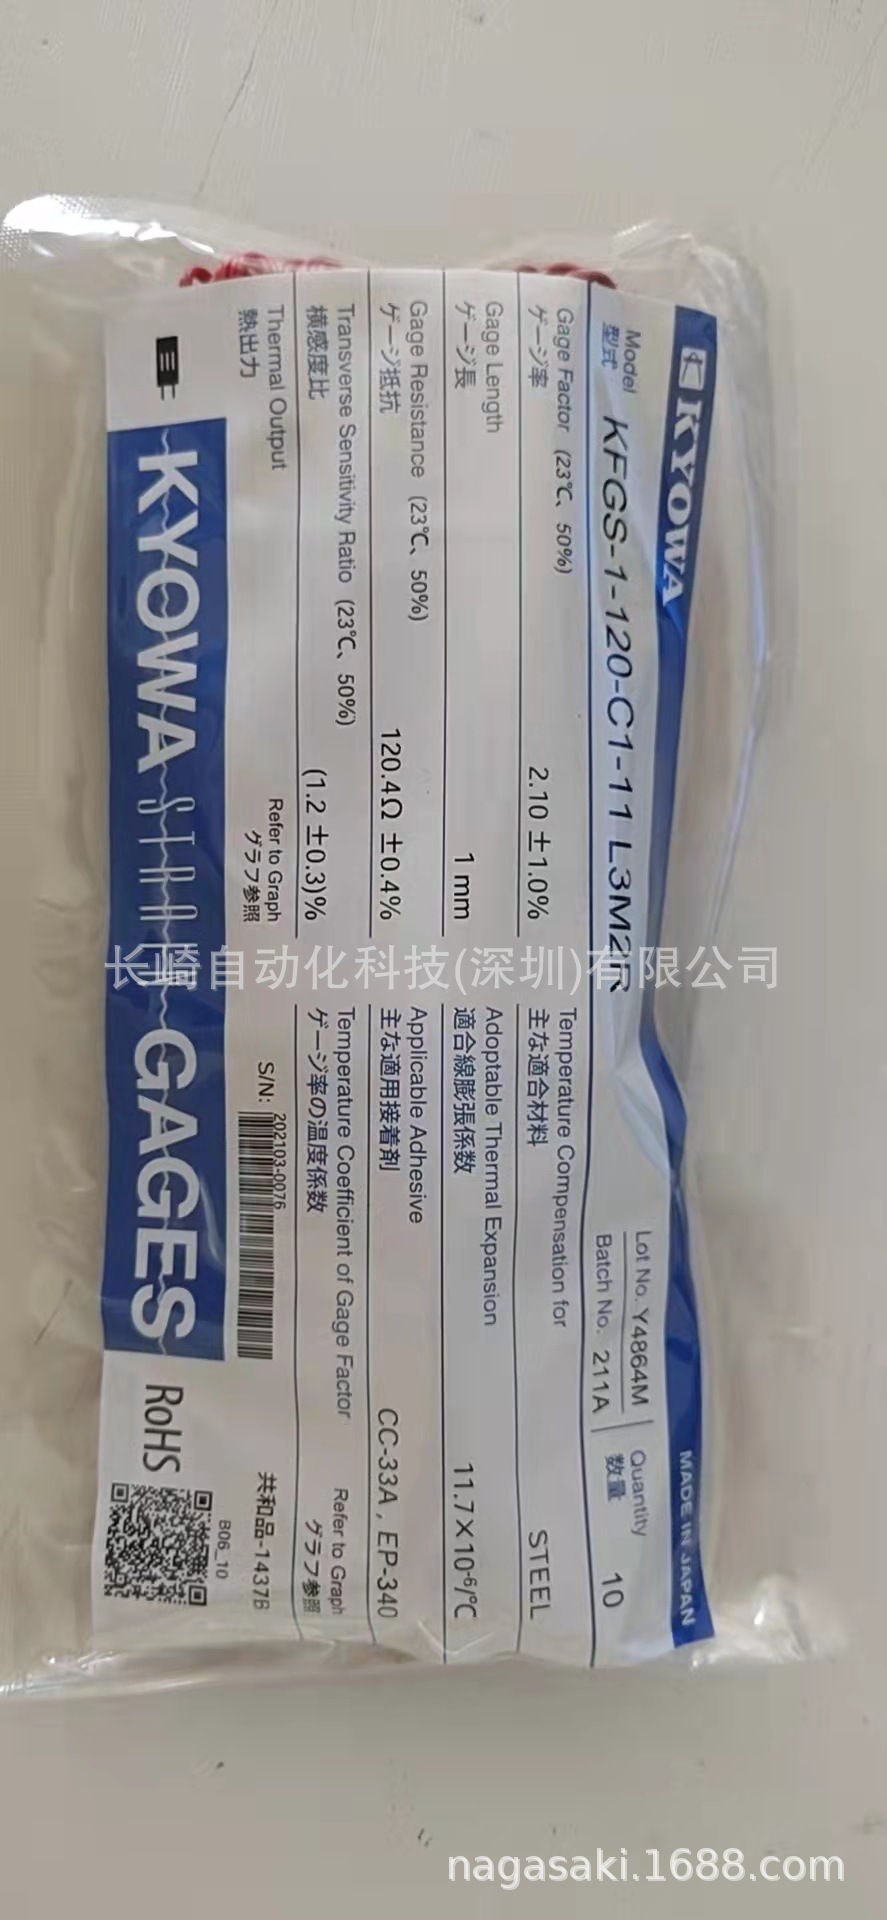 KYOWA
MADE IN JAPAN
Model
型式
KFGS-1-120-C1-11 L3M2R
Lot No. Y4864M
Batch No. 211A
Quantity
数量
10
Gage Factor (23℃、50%)
ゲージ率
2.10 ±1.0%
Temperature Compensation for
主な適合材料
STEEL
Gage Length
ゲージ長
1 mm
Adoptable Thermal Expansion
適合線膨張係数
11.7×10⁻⁶/℃
Gage Resistance (23℃、50%)
ゲージ抵抗
120.4Ω ±0.4%
Applicable Adhesive
主な適用接着剤
CC-33A , EP-340
Transverse Sensitivity Ratio (23℃、50%)
横感度比
(1.2 ±0.3)%
Temperature Coefficient of Gage Factor
ゲージ率の温度係数
Refer to Graph
グラフ参照
Thermal Output
熱出力
Refer to Graph
グラフ参照
S/N:
202103-0076
共和品-1437B
B06_10
KYOWA STRAIN GAGES
RoHS
长崎自动化科技(深圳)有限公司
nagasaki.1688.com